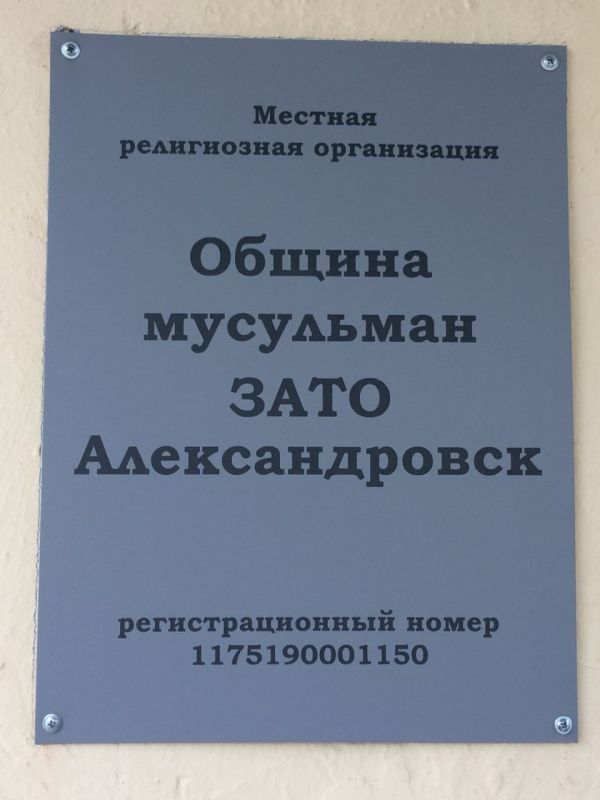 Местная
религиозная организация
Община
мусульман
ЗАТО
Александровск
регистрационный номер
1175190001150